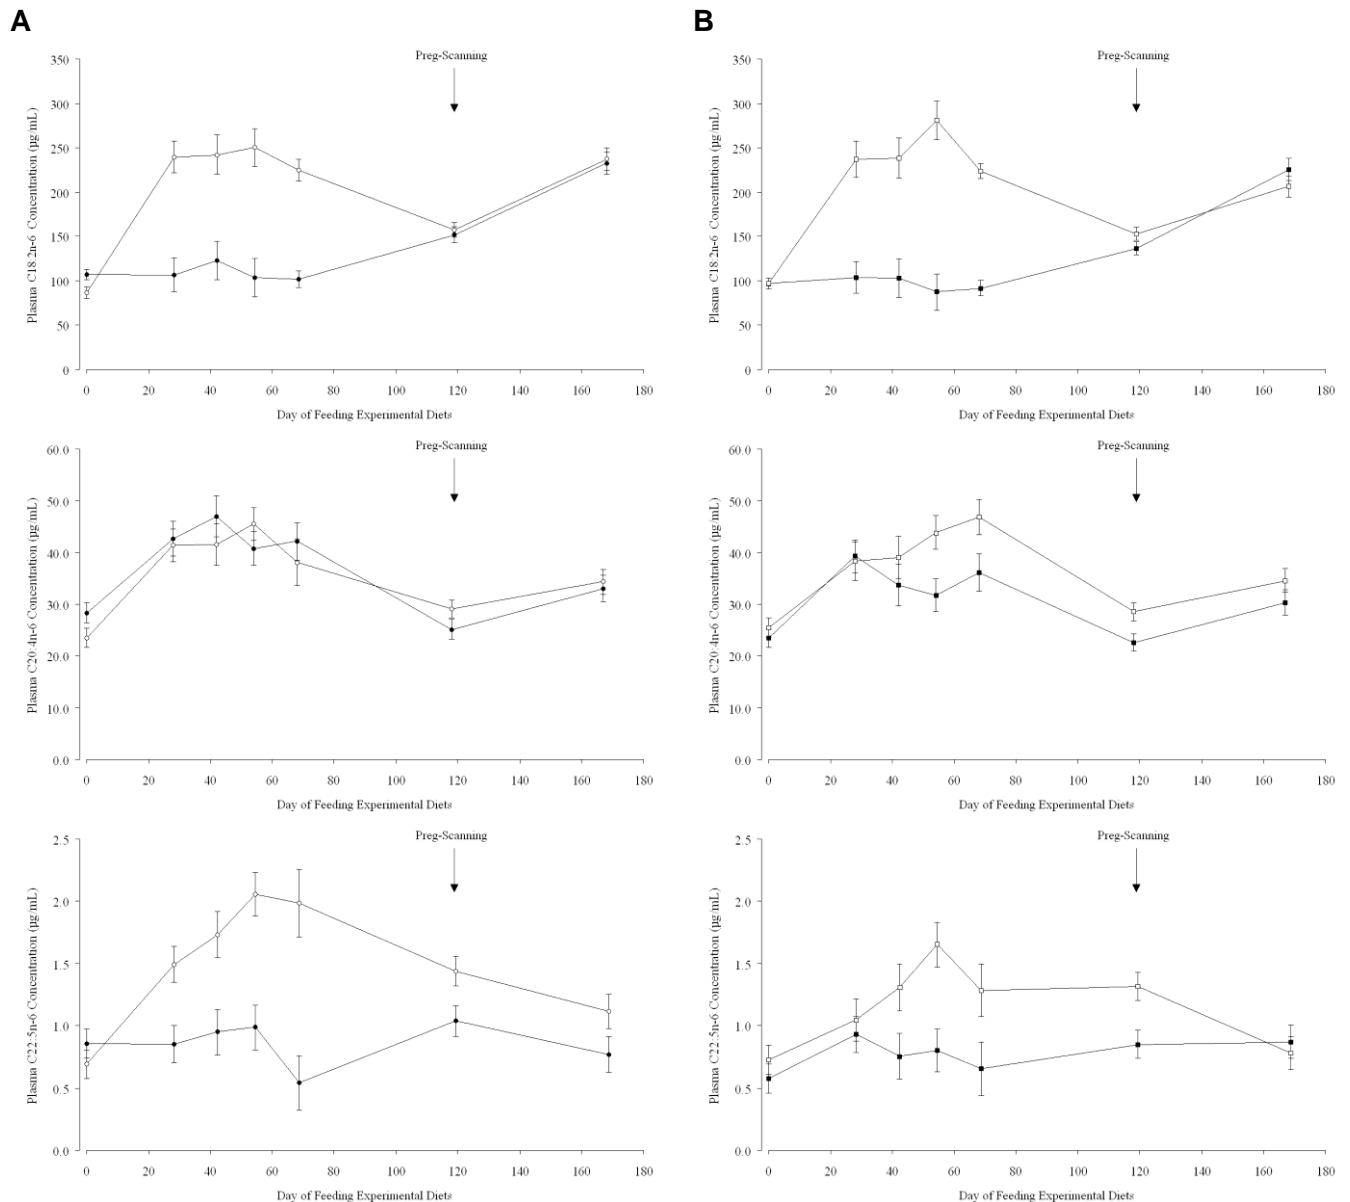 A
B
Preg-Scanning
350
300
250
200
150
100
50
0
Plasma C18:2n-6 Concentration (µg/mL)
0 20 40 60 80 100 120 140 160 180
Day of Feeding Experimental Diets
Preg-Scanning
350
300
250
200
150
100
50
0
Plasma C18:2n-6 Concentration (µg/mL)
0 20 40 60 80 100 120 140 160 180
Day of Feeding Experimental Diets
Preg-Scanning
60.0
50.0
40.0
30.0
20.0
10.0
0.0
Plasma C20:4n-6 Concentration (µg/mL)
0 20 40 60 80 100 120 140 160 180
Day of Feeding Experimental Diets
Preg-Scanning
60.0
50.0
40.0
30.0
20.0
10.0
0.0
Plasma C20:4n-6 Concentration (µg/mL)
0 20 40 60 80 100 120 140 160 180
Day of Feeding Experimental Diets
Preg-Scanning
2.5
2.0
1.5
1.0
0.5
0.0
Plasma C22:5n-6 Concentration (µg/mL)
0 20 40 60 80 100 120 140 160 180
Day of Feeding Experimental Diets
Preg-Scanning
2.5
2.0
1.5
1.0
0.5
0.0
Plasma C22:5n-6 Concentration (µg/mL)
0 20 40 60 80 100 120 140 160 180
Day of Feeding Experimental Diets